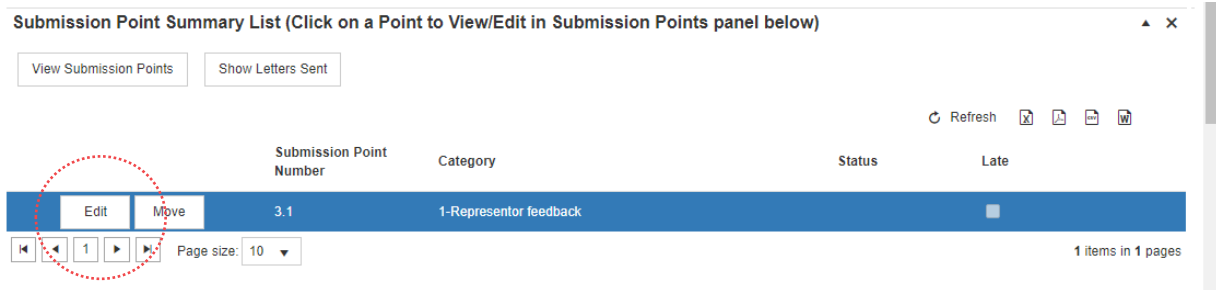 Submission Point Summary List (Click on a Point to View/Edit in Submission Points panel below)
View Submission Points Show Letters Sent
Refresh
Submission Point Number Category Status Late
Edit Move 3.1 1-Representor feedback
1 Page size: 10 1 items in 1 pages